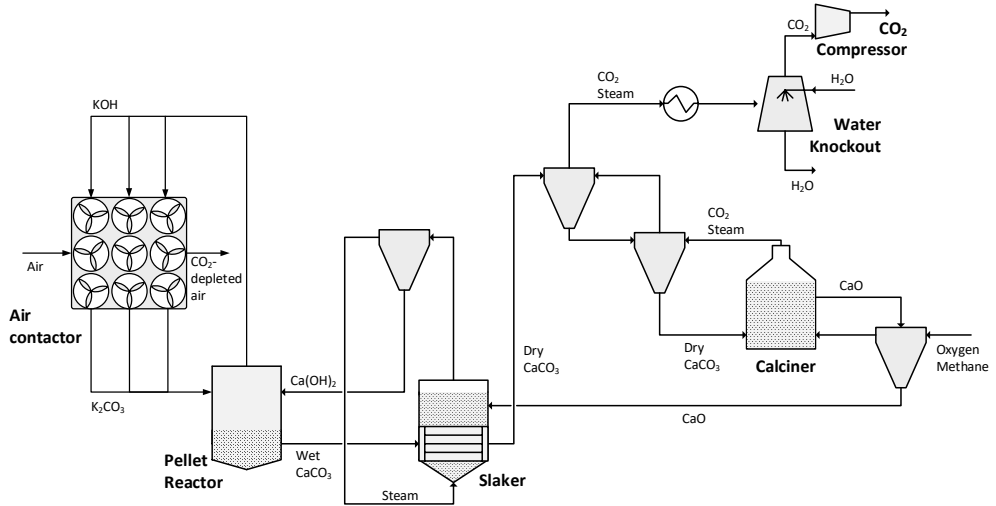 CO₂
CO₂
Compressor
CO₂
Steam
H₂O
KOH
Water
Knockout
H₂O
CO₂
Steam
Air
CO₂-
depleted
air
CaO
Air
contactor
Dry
CaCO₃
Dry
CaCO₃
Calciner
Oxygen
Methane
Ca(OH)₂
K₂CO₃
CaO
Pellet
Reactor
Wet
CaCO₃
Slaker
Steam